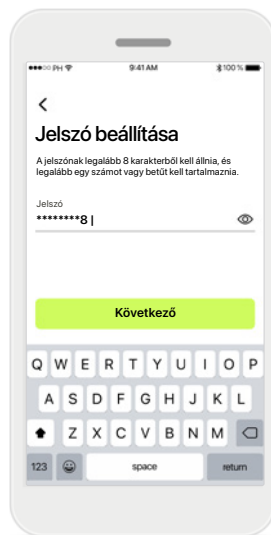 ●●●○○ PH 9:41 AM 100 %
Jelszó beállítása
A jelszónak legalább 8 karakterből kell állnia, és
legalább egy számot vagy betűt kell tartalmaznia.
Jelszó
********8 |
Következő
Q W E R T Y U I O P
A S D F G H J K L
Z X C V B N M
123 space return